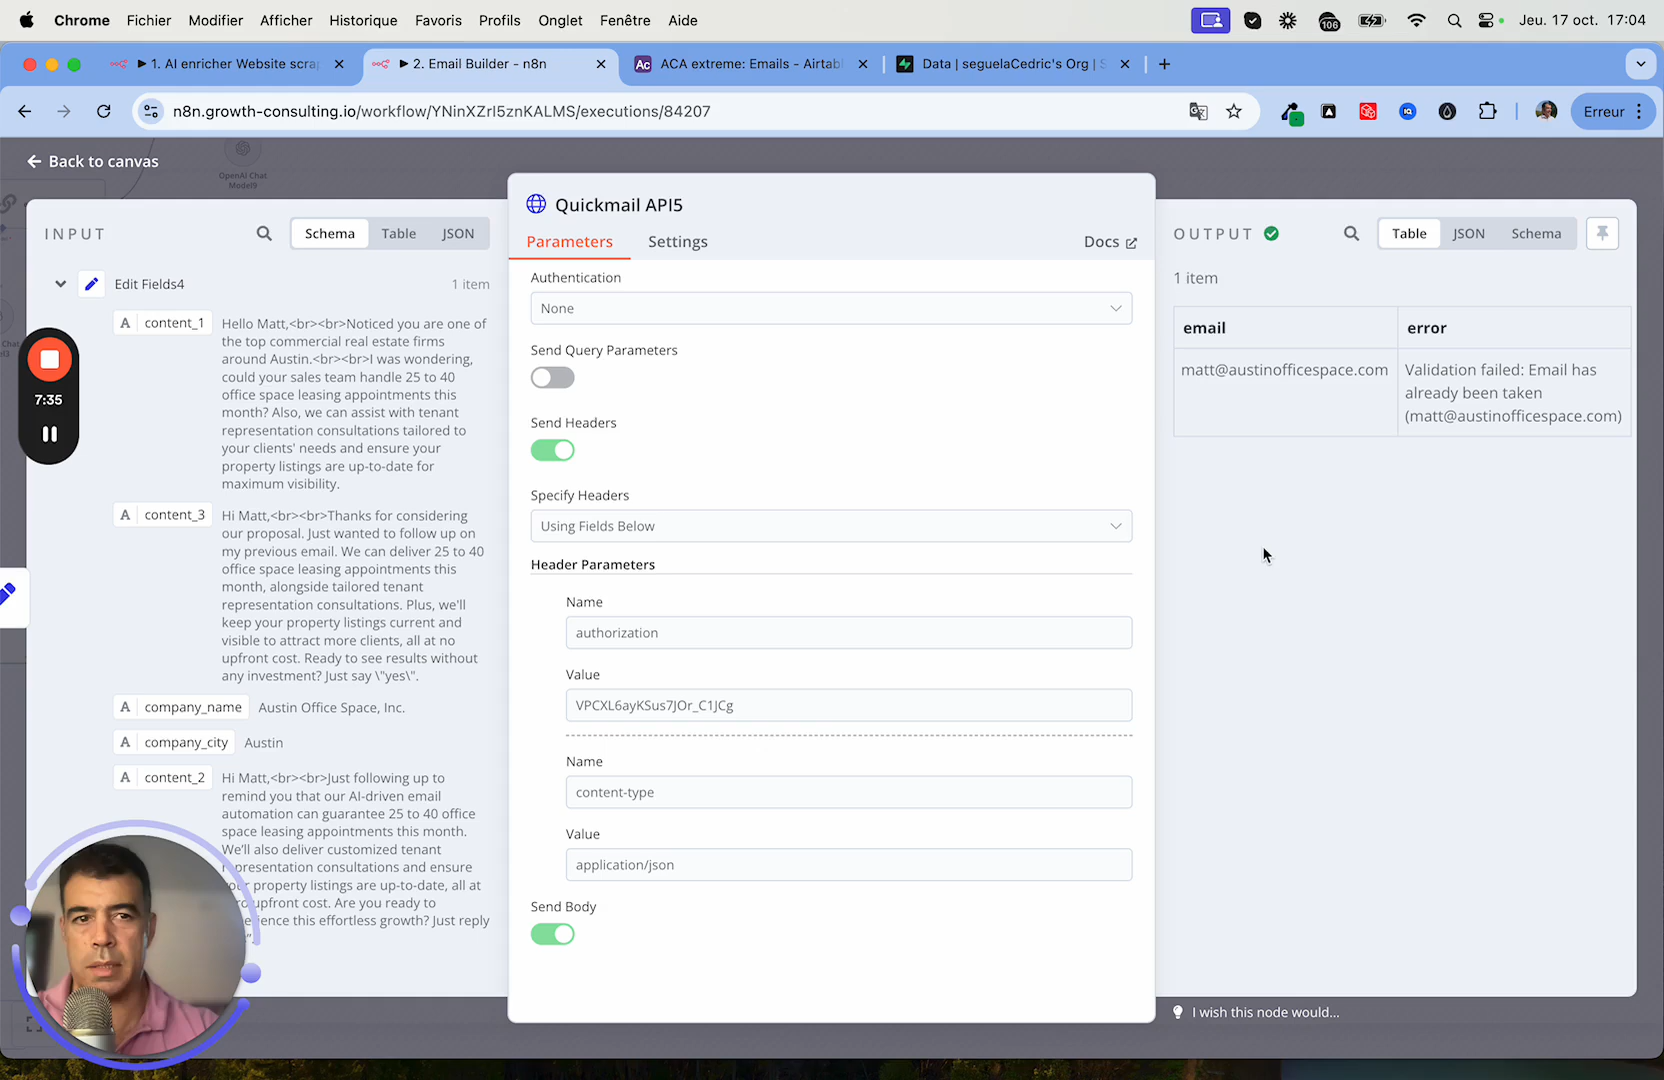 Chrome Fichier Modifier Afficher Historique Favoris Profils Onglet Fenêtre Aide 106 Jeu. 17 oct. 17:04
1. AI enricher Website scra 2. Email Builder - n8n Ac ACA extreme: Emails - Airtab Data | seguelaCedric's Org | S
n8n.growth-consulting.io/workflow/YNinXZrI5znKALMS/executions/84207 Erreur
Back to canvas
OpenAI Chat
Model9
INPUT
Schema Table JSON
Edit Fields4 1 item
A content_1 Hello Matt,<br><br>Noticed you are one of
the top commercial real estate firms
around Austin.<br><br>I was wondering,
could your sales team handle 25 to 40
office space leasing appointments this
month? Also, we can assist with tenant
representation consultations tailored to
your clients' needs and ensure your
property listings are up-to-date for
maximum visibility.
A content_3 Hi Matt,<br><br>Thanks for considering
our proposal. Just wanted to follow up on
my previous email. We can deliver 25 to 40
office space leasing appointments this
month, alongside tailored tenant
representation consultations. Plus, we'll
keep your property listings current and
visible to attract more clients, all at no
upfront cost. Ready to see results without
any investment? Just say \"yes\".
A company_name Austin Office Space, Inc.
A company_city Austin
A content_2 Hi Matt,<br><br>Just following up to
remind you that our AI-driven email
automation can guarantee 25 to 40 office
space leasing appointments this month.
We'll also deliver customized tenant
representation consultations and ensure
property listings are up-to-date, all at
upfront cost. Are you ready to
this effortless growth? Just reply
7:35
Quickmail API5
Parameters Settings Docs
Authentication
None
Send Query Parameters
Send Headers
Specify Headers
Using Fields Below
Header Parameters
Name
authorization
Value
VPCXL6ayKSus7JOr_C1JCg
Name
content-type
Value
application/json
Send Body
OUTPUT
Table JSON Schema
1 item
email error
matt@austinofficespace.com Validation failed: Email has
already been taken
(matt@austinofficespace.com)
I wish this node would...